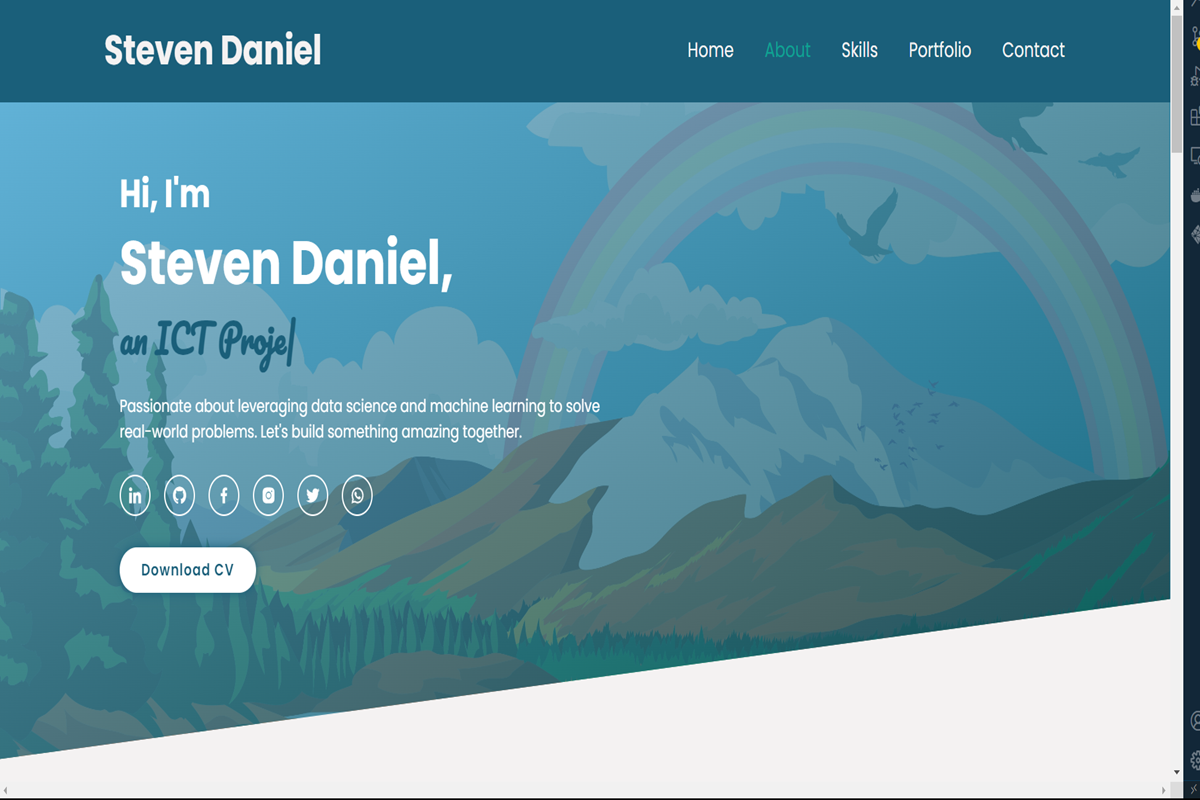 Steven Daniel
Home About Skills Portfolio Contact
Hi, I'm
Steven Daniel,
an ICT Proje|
Passionate about leveraging data science and machine learning to solve
real-world problems. Let's build something amazing together.
Download CV